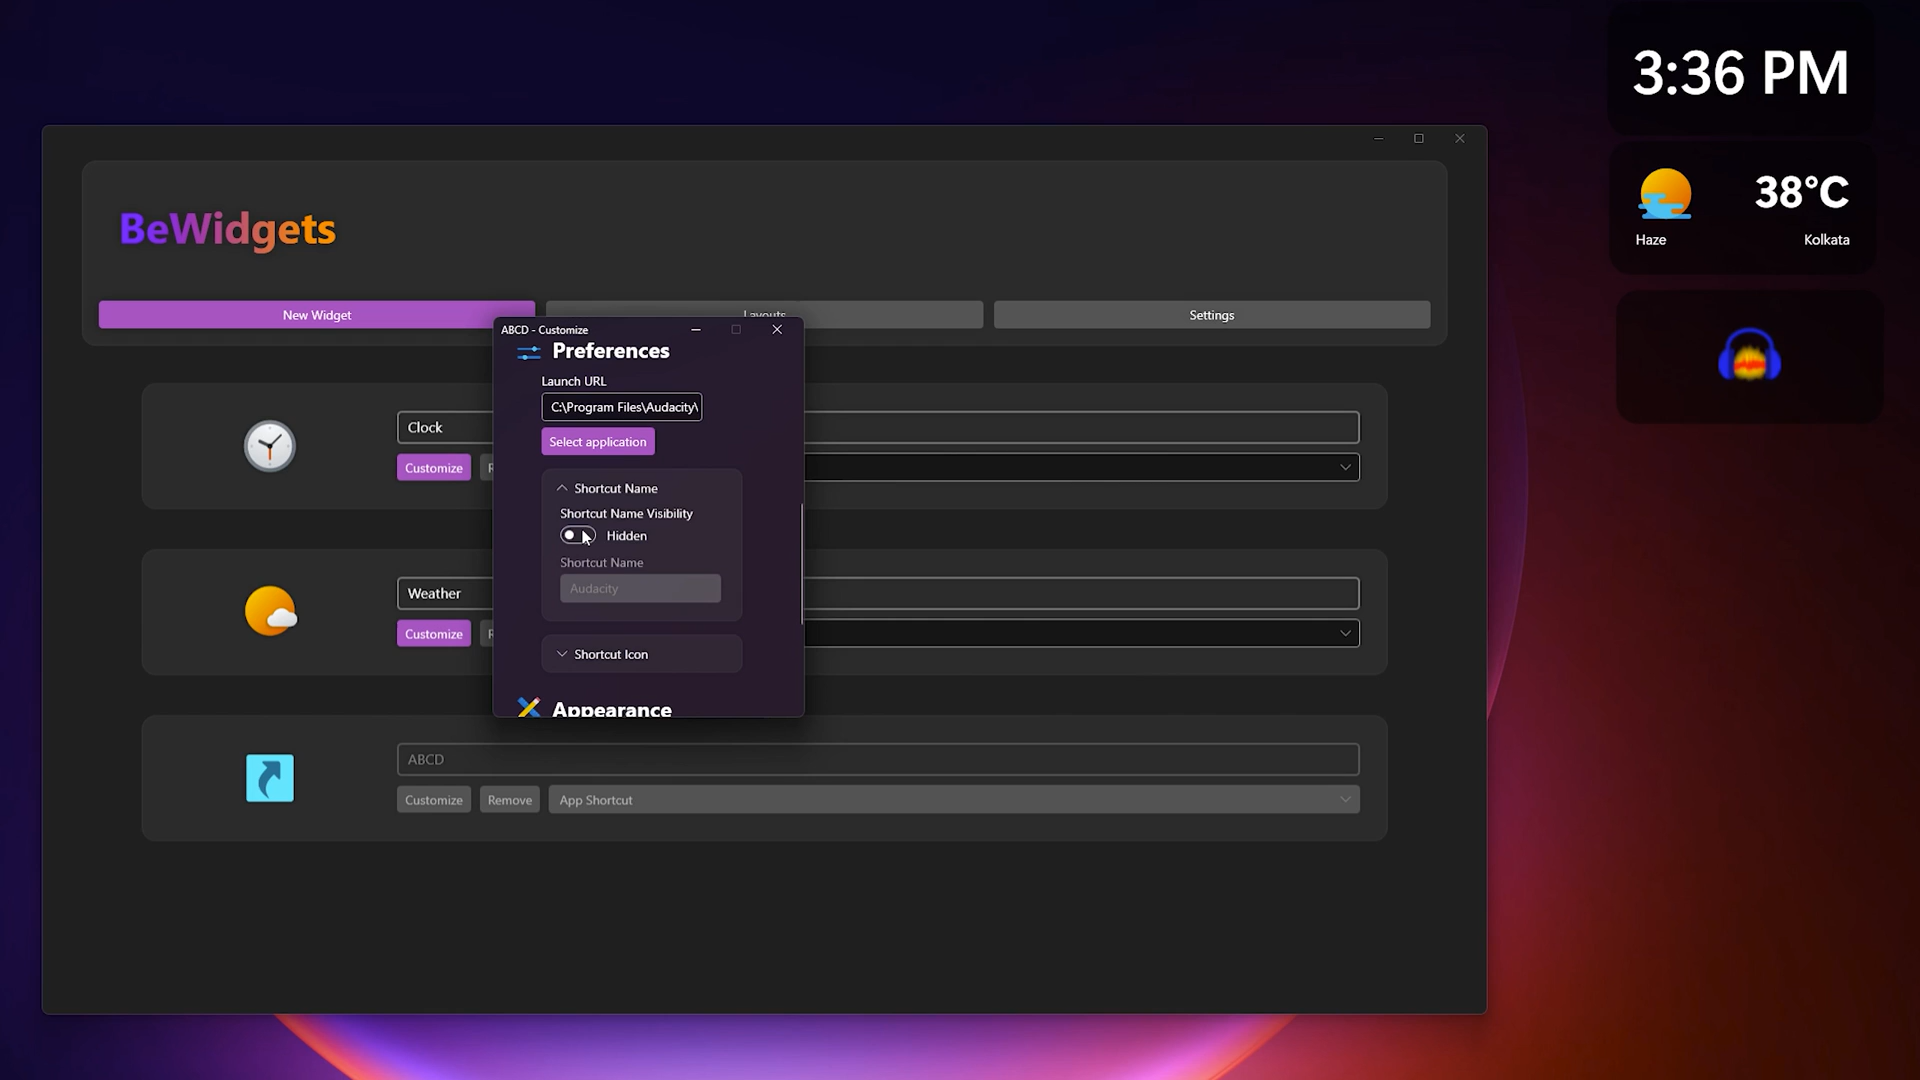 3:36 PM
38°C
Haze
Kolkata
BeWidgets
New Widget
Layouts
Settings
ABCD - Customize
Preferences
Launch URL
C:\Program Files\Audacity\
Select application
Shortcut Name
Shortcut Name Visibility
Hidden
Shortcut Name
Audacity
Shortcut Icon
Appearance
Clock
Customize
R
Weather
Customize
R
ABCD
Customize
Remove
App Shortcut